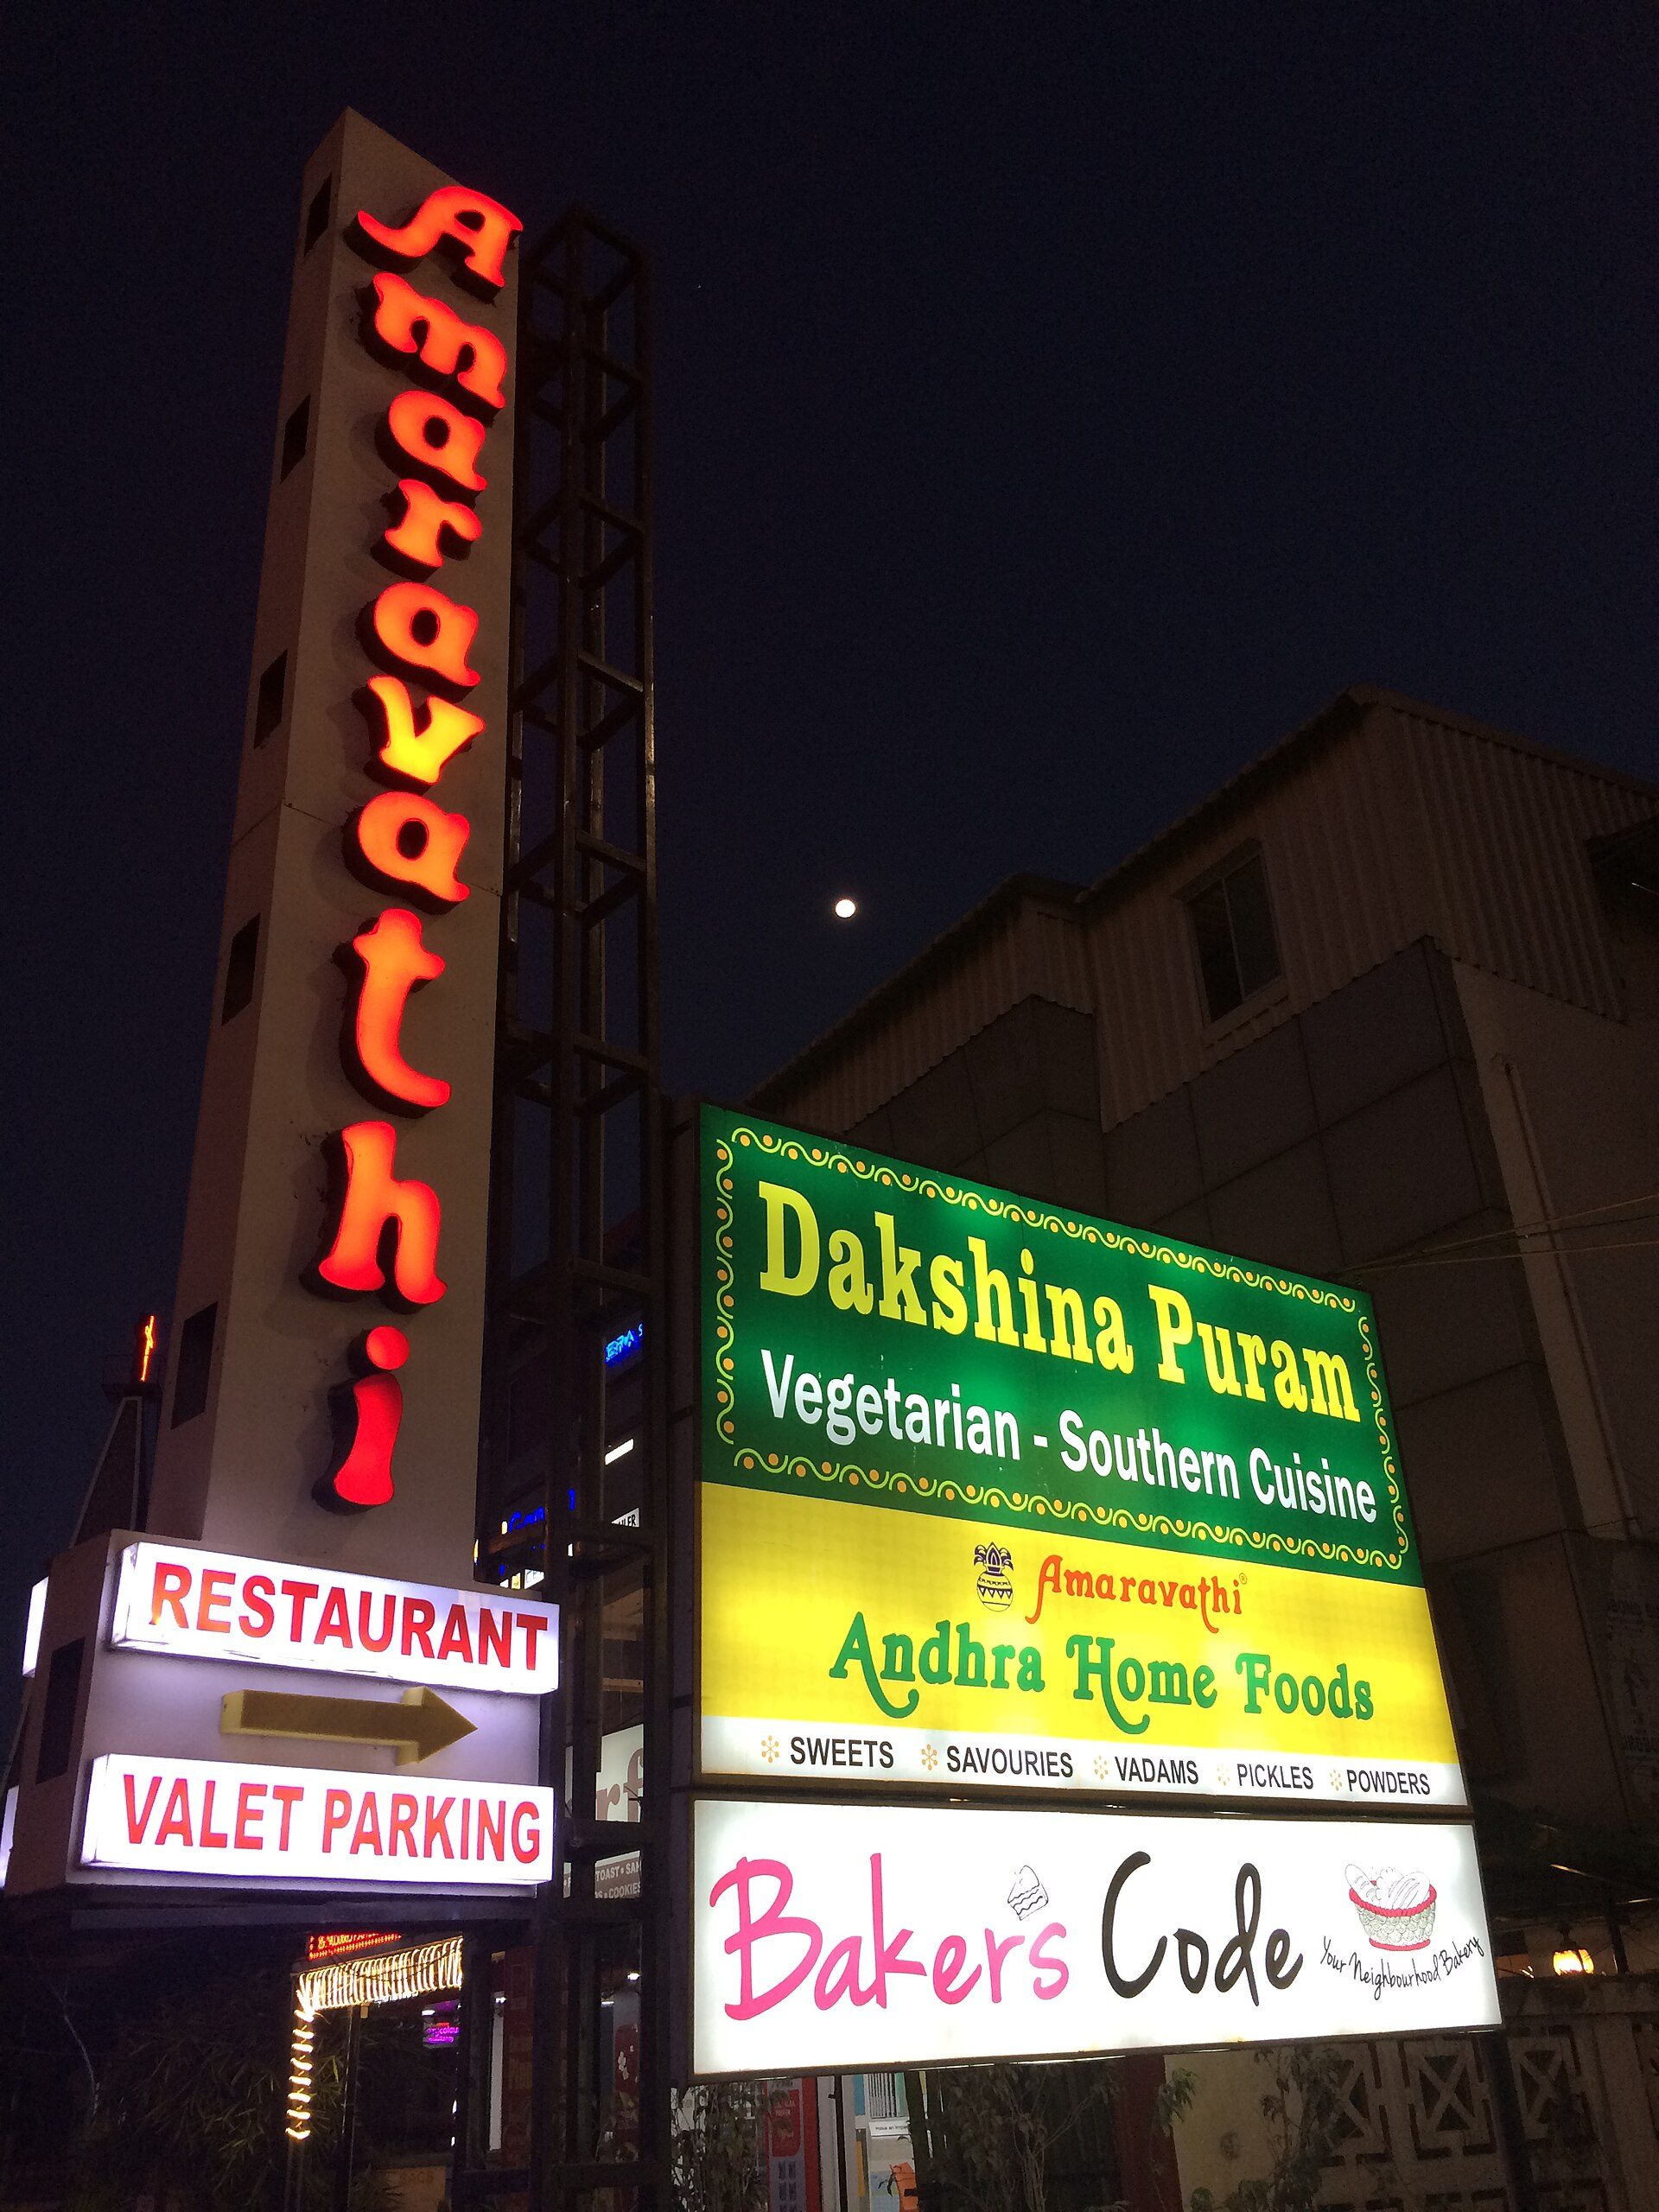 Amaravathi
RESTAURANT
VALET PARKING
Dakshina Puram
Vegetarian - Southern Cuisine
Amaravathi®
Andhra Home Foods
SWEETS SAVOURIES VADAMS PICKLES POWDERS
Bakers Code
Your Neighbourhood Bakery